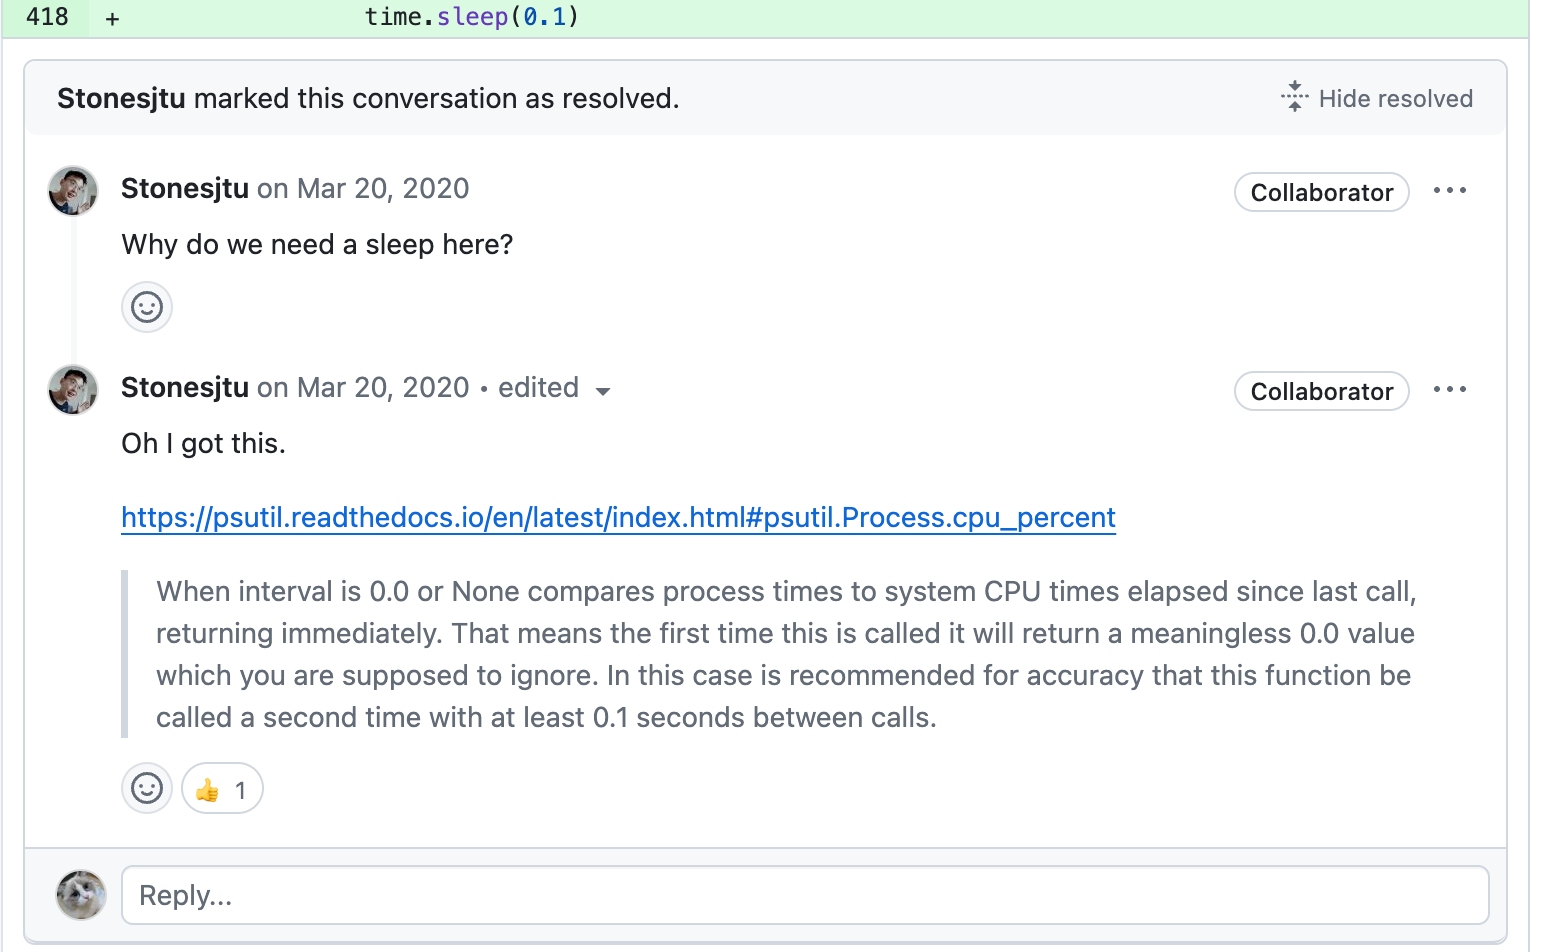 418 + time.sleep(0.1)
Stonesjtu marked this conversation as resolved.
Hide resolved
Stonesjtu on Mar 20, 2020
Collaborator
Why do we need a sleep here?
Stonesjtu on Mar 20, 2020 • edited
Collaborator
Oh I got this.
https://psutil.readthedocs.io/en/latest/index.html#psutil.Process.cpu_percent
When interval is 0.0 or None compares process times to system CPU times elapsed since last call,
returning immediately. That means the first time this is called it will return a meaningless 0.0 value
which you are supposed to ignore. In this case is recommended for accuracy that this function be
called a second time with at least 0.1 seconds between calls.
👍 1
Reply...